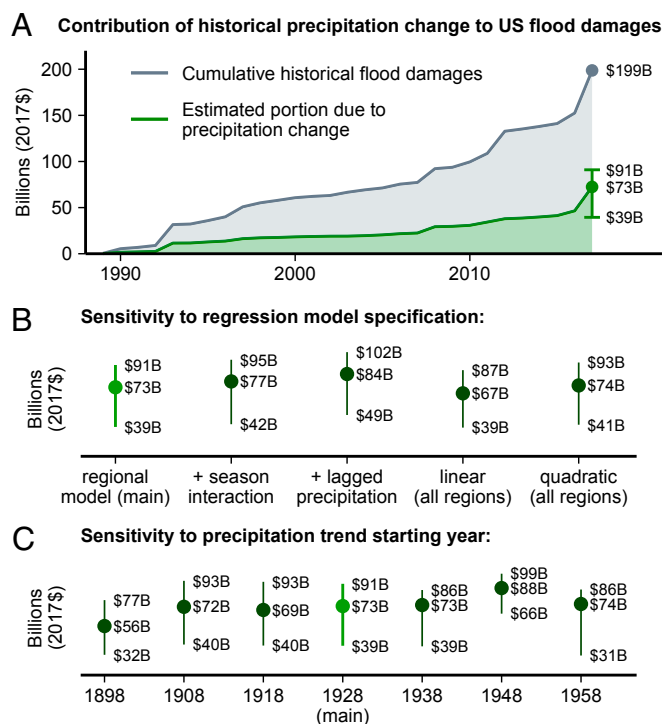 A
Contribution of historical precipitation change to US flood damages
Billions (2017$)
200
150
100
50
0
Cumulative historical flood damages
Estimated portion due to
precipitation change
$199B
$91B
$73B
$39B
1990
2000
2010
B
Sensitivity to regression model specification:
Billions
(2017$)
$91B
$73B
$39B
$95B
$77B
$42B
$102B
$84B
$49B
$87B
$67B
$39B
$93B
$74B
$41B
regional
model (main)
+ season
interaction
+ lagged
precipitation
linear
(all regions)
quadratic
(all regions)
C
Sensitivity to precipitation trend starting year:
Billions
(2017$)
$77B
$56B
$32B
$93B
$72B
$40B
$93B
$69B
$40B
$91B
$73B
$39B
$86B
$73B
$39B
$99B
$88B
$66B
$86B
$74B
$31B
1898
1908
1918
1928
(main)
1938
1948
1958